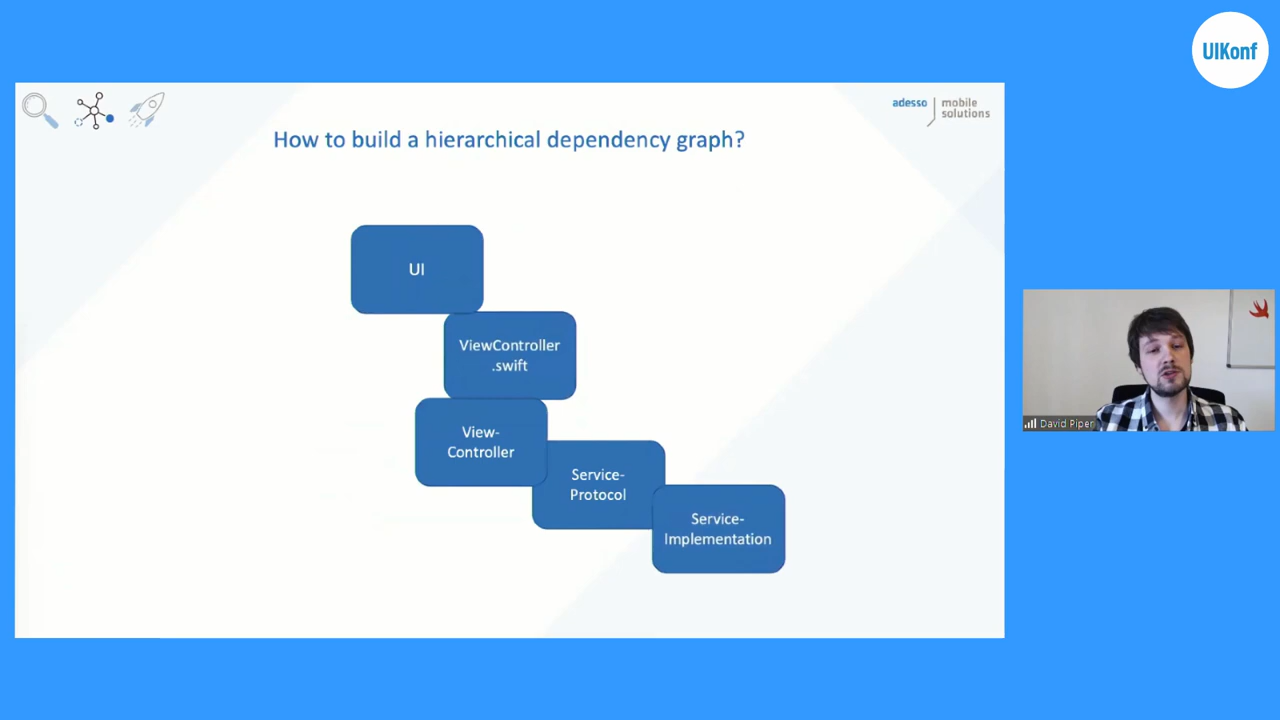 UIKonf
adesso
mobile
solutions
How to build a hierarchical dependency graph?
UI
ViewController
.swift
View-
Controller
Service-
Protocol
Service-
Implementation
David Piper